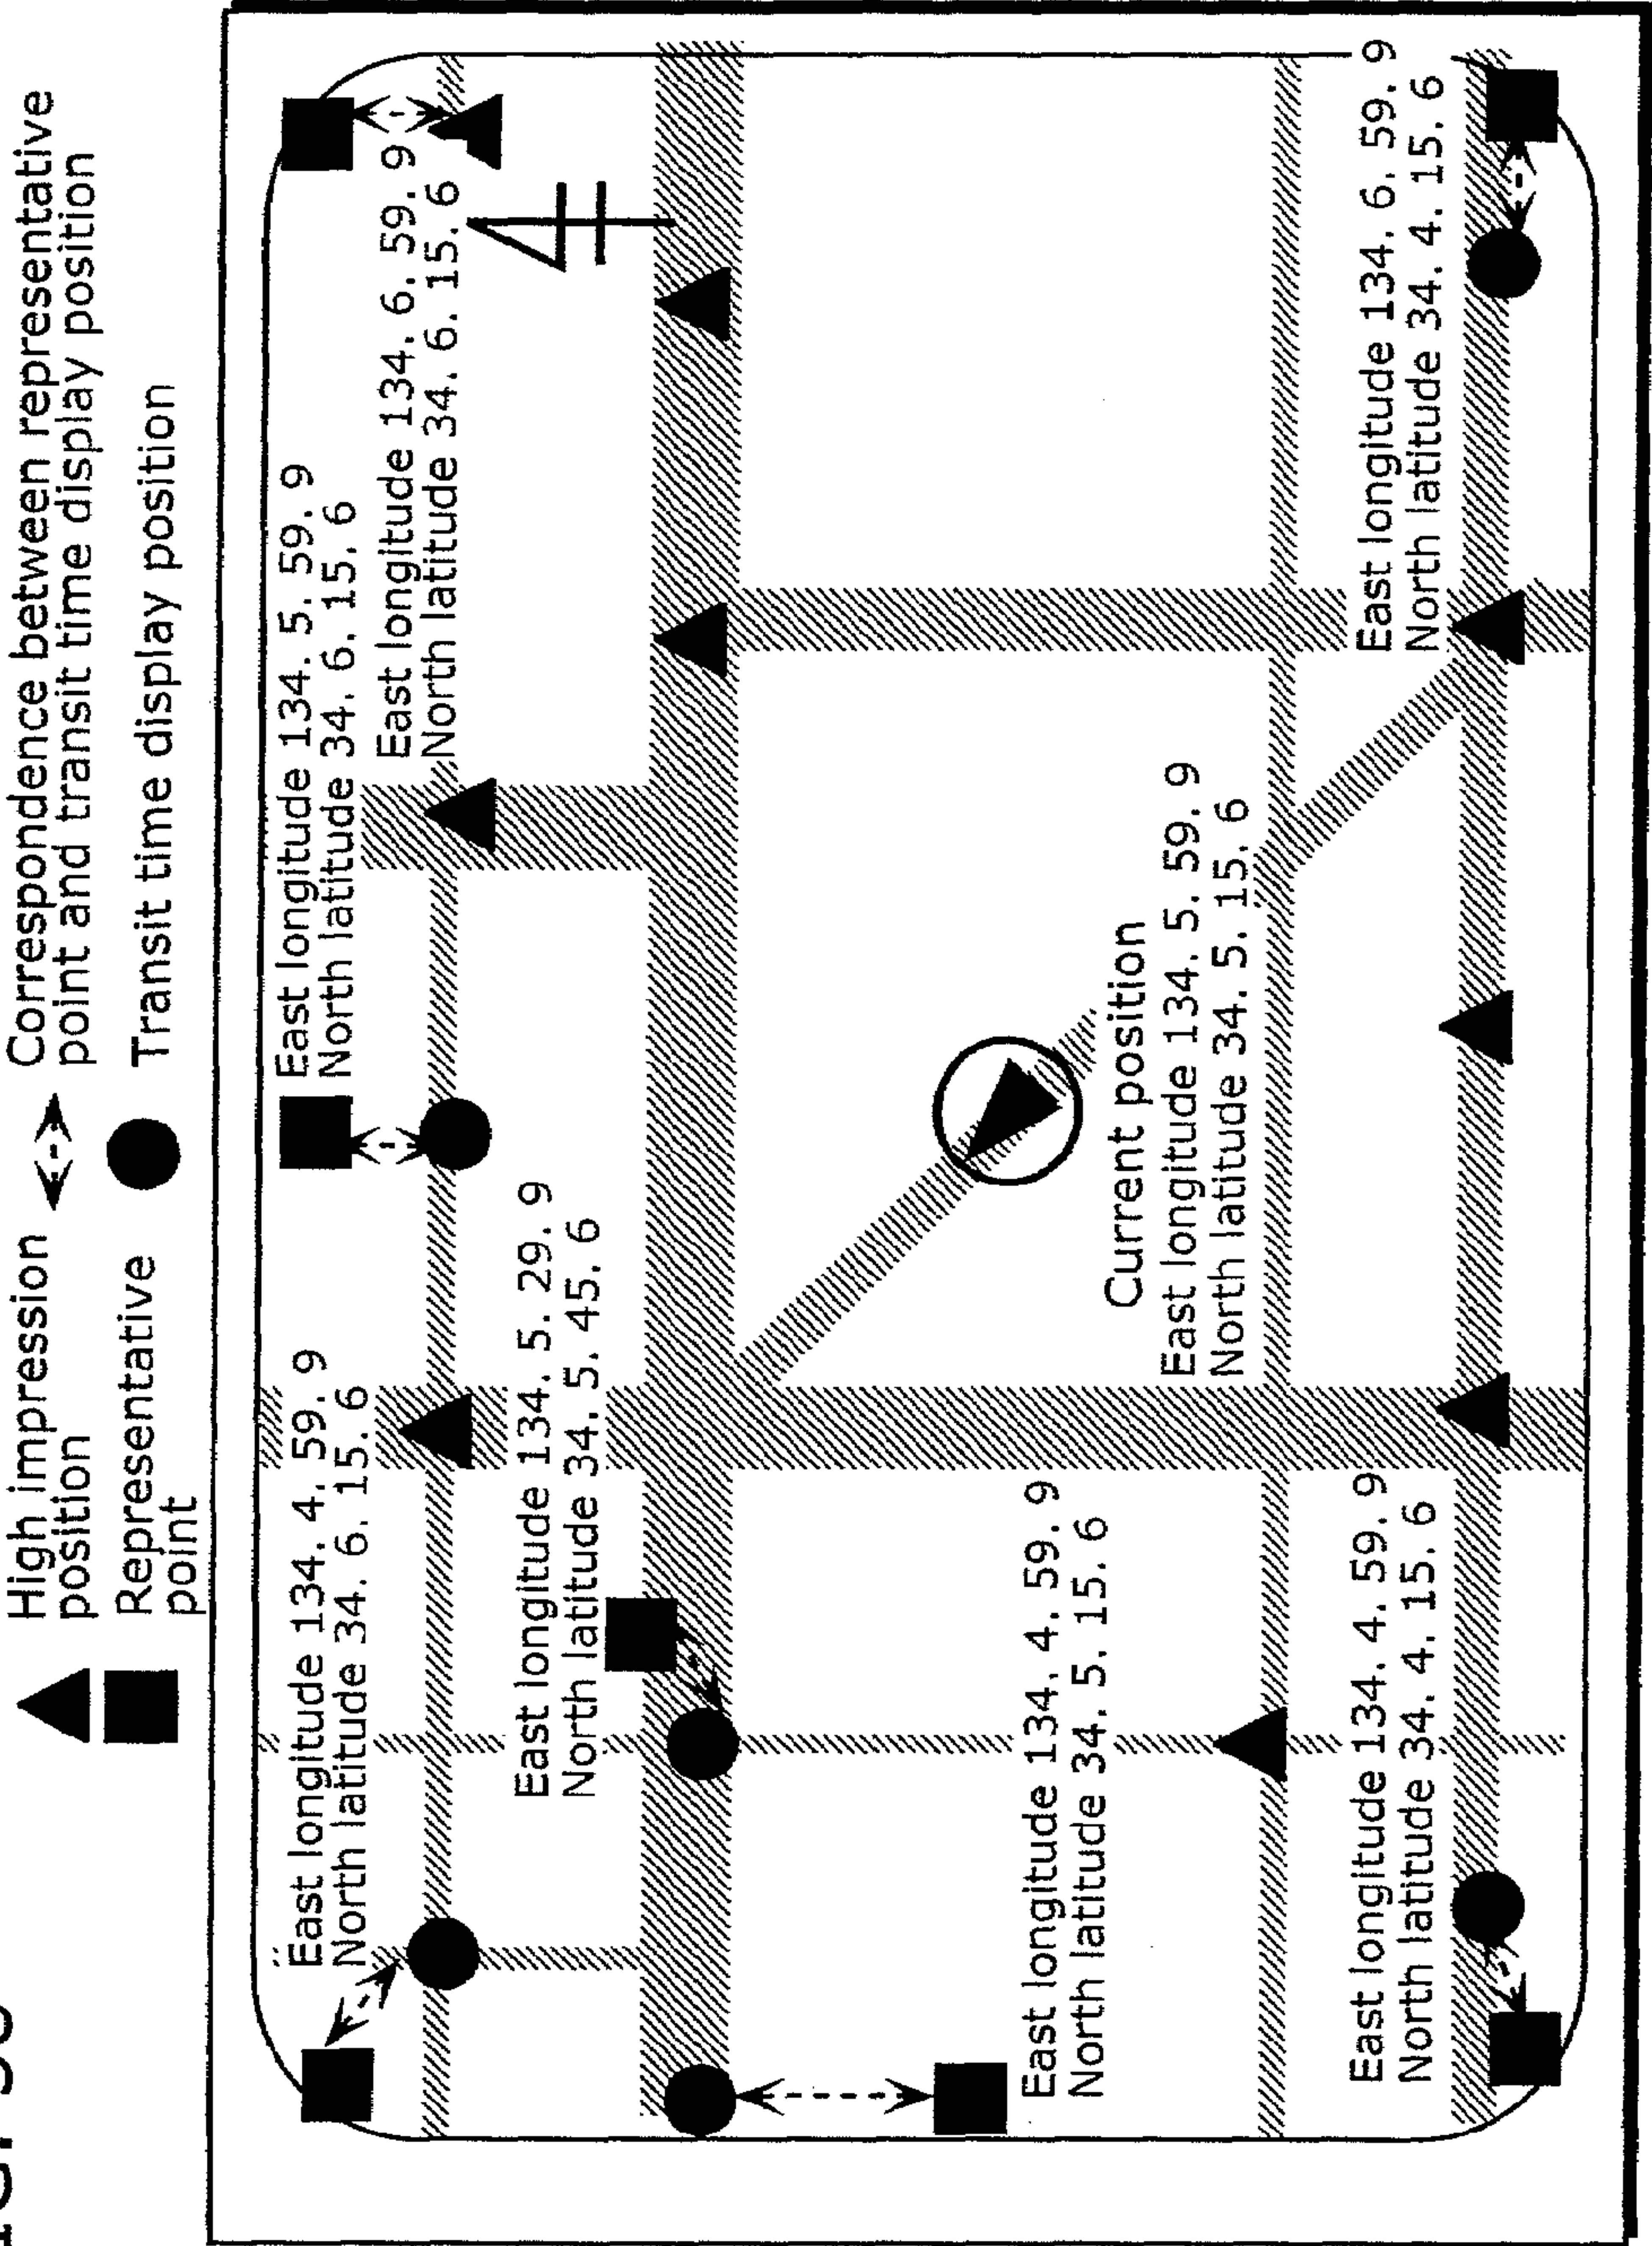 High impression
position
Correspondence between representative
point and transit time display position
Representative
point
Transit time display position
East longitude 134. 4. 59. 9
North latitude 34. 6. 15. 6
East longitude 134. 5. 59. 9
North latitude 34. 6. 15. 6
East longitude 134. 6. 59. 9
North latitude 34. 6. 15. 6
East longitude 134. 5. 29. 9
North latitude 34. 5. 45. 6
East longitude 134. 4. 59. 9
North latitude 34. 5. 15. 6
Current position
East longitude 134. 5. 59. 9
North latitude 34. 5. 15. 6
East longitude 134. 4. 59. 9
North latitude 34. 4. 15. 6
East longitude 134. 6. 59. 9
North latitude 34. 4. 15. 6